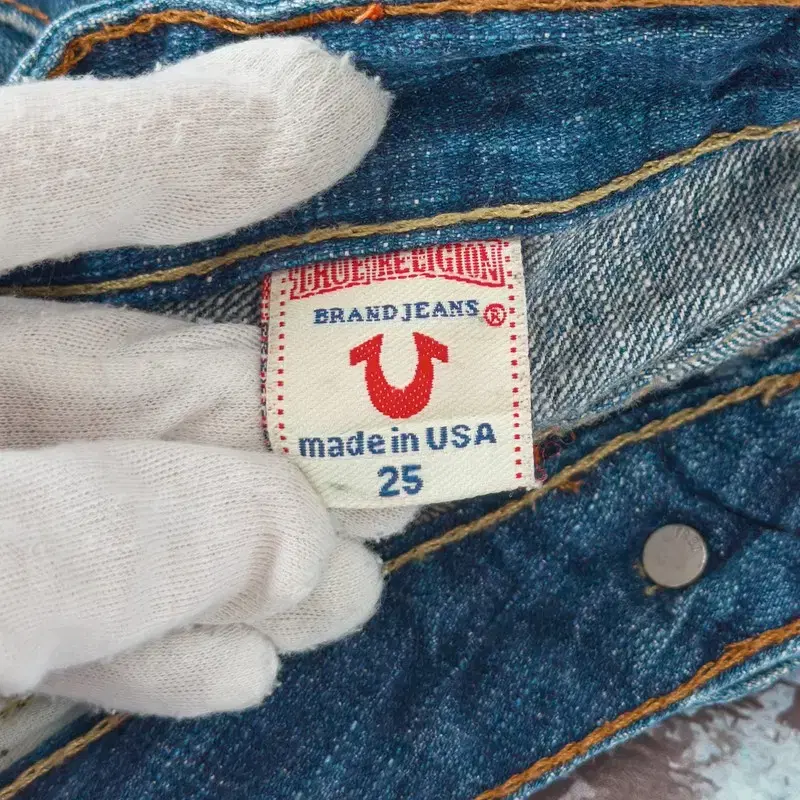 TRUE RELIGION
BRAND JEANS ®
made in USA
25